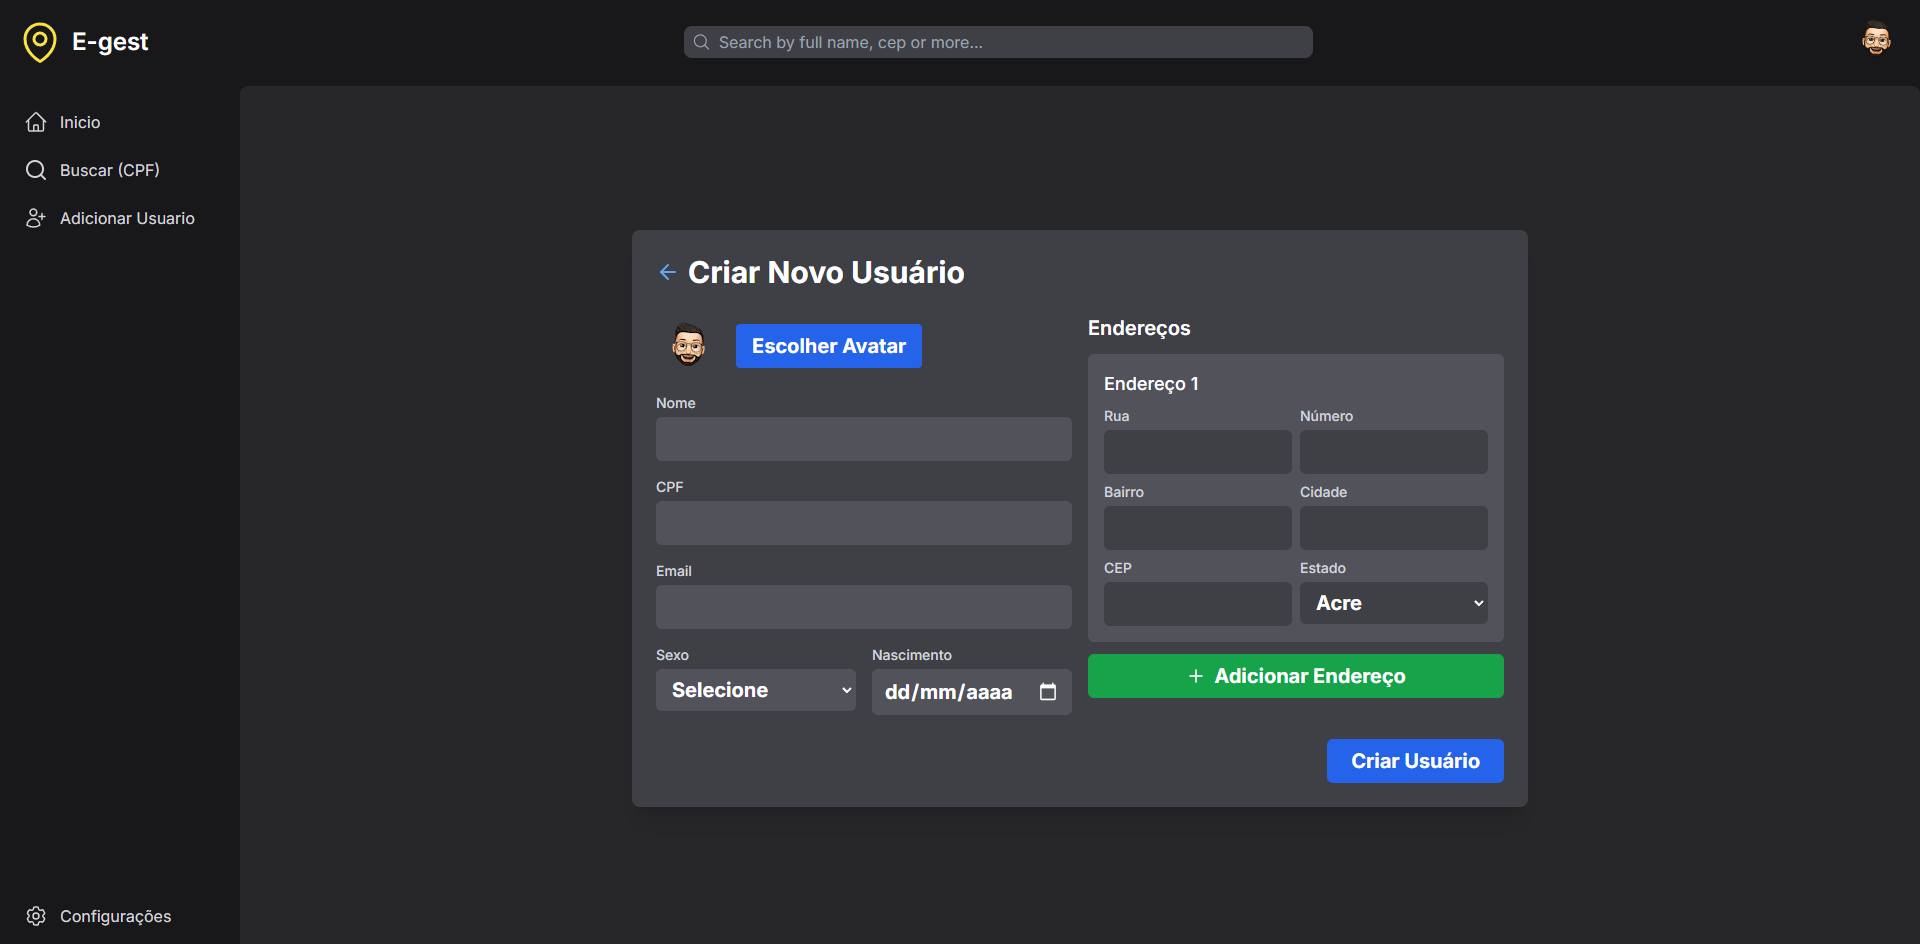 E-gest
Search by full name, cep or more...
Inicio
Buscar (CPF)
Adicionar Usuario
Configurações
Criar Novo Usuário
Escolher Avatar
Nome
CPF
Email
Sexo
Nascimento
Selecione
dd/mm/aaaa
Endereços
Endereço 1
Rua
Número
Bairro
Cidade
CEP
Estado
Acre
+ Adicionar Endereço
Criar Usuário